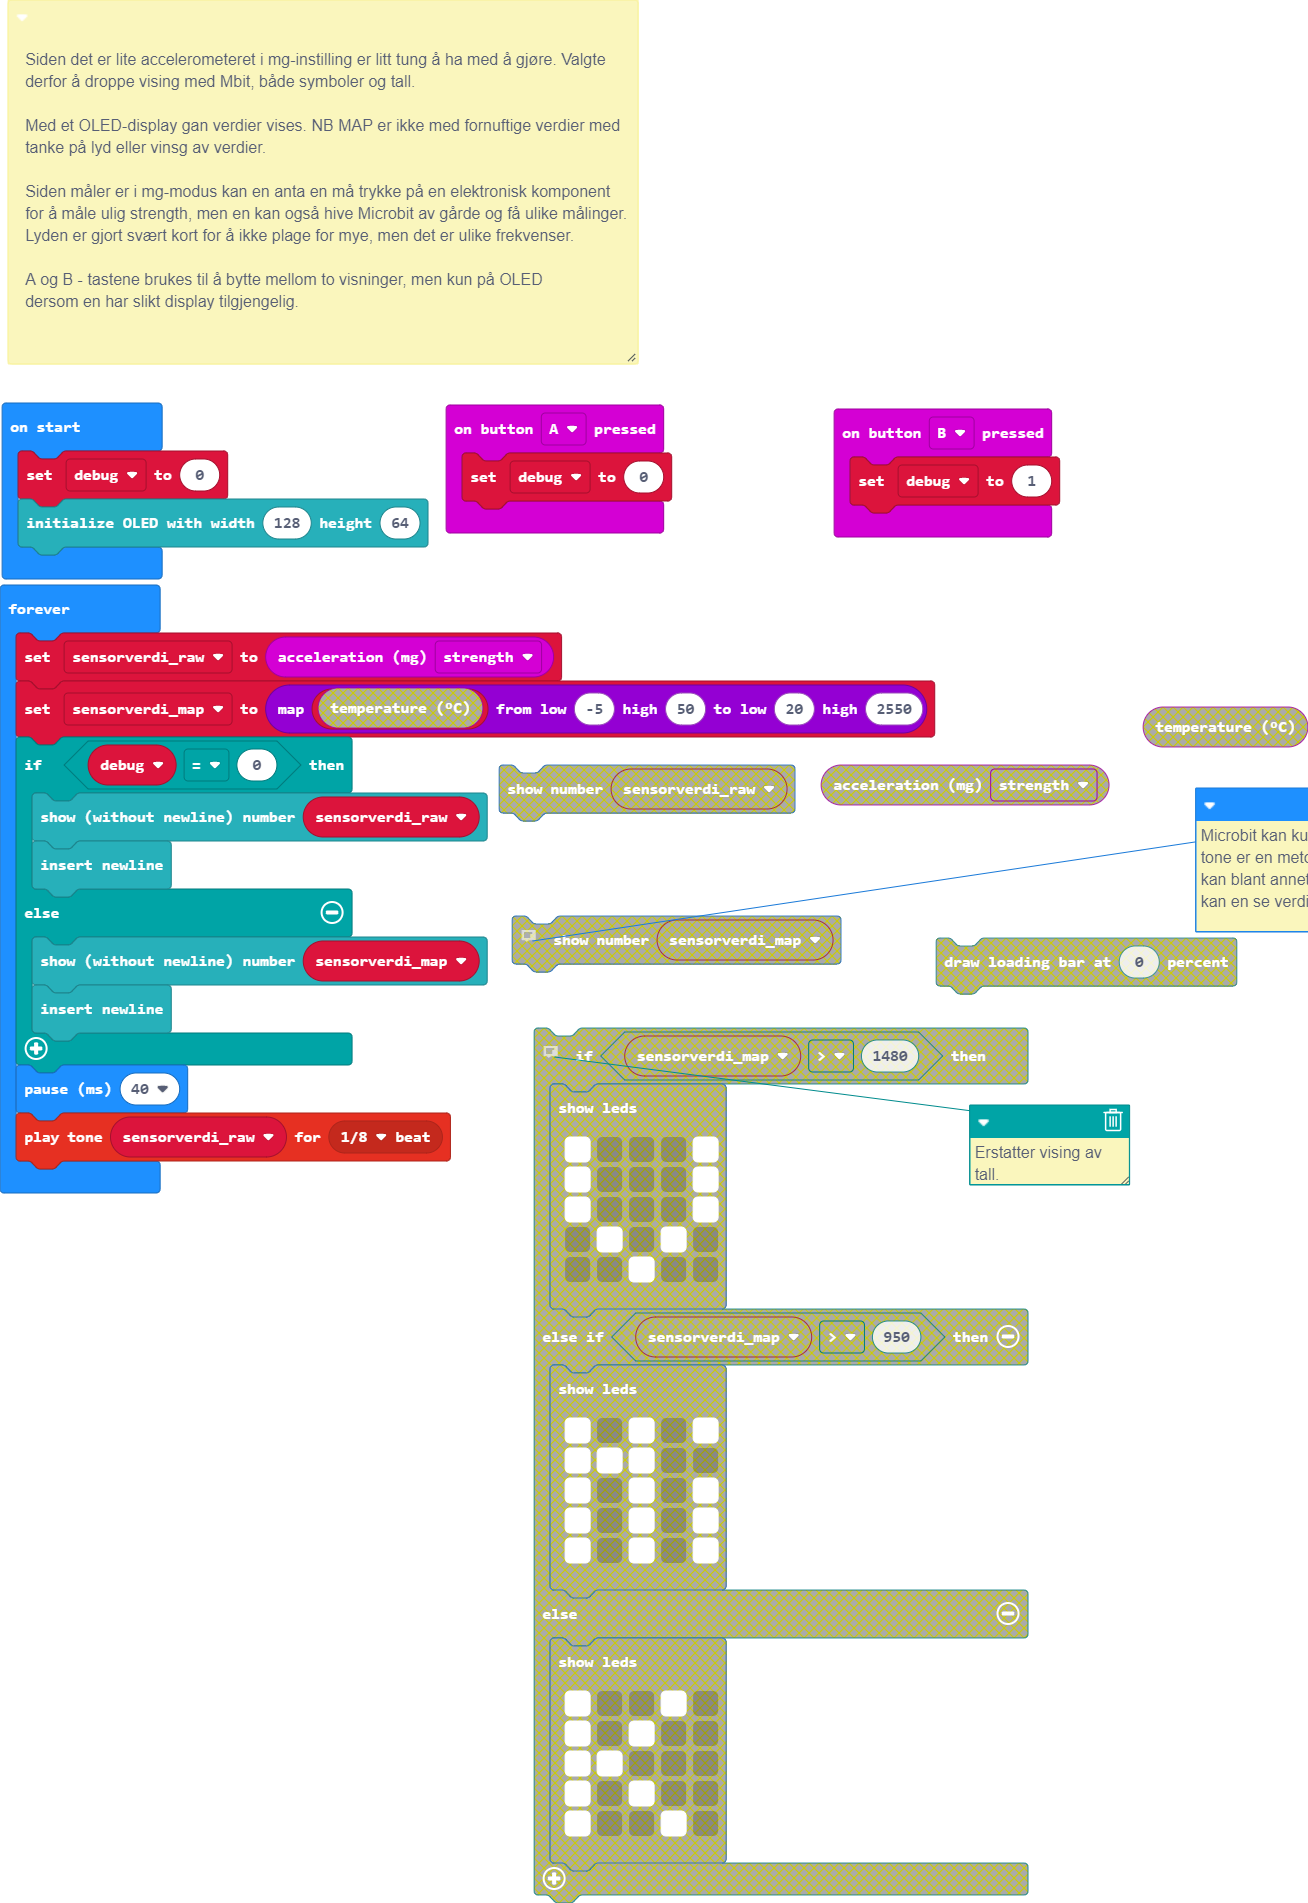 Siden det er lite accelerometeret i mg-instilling er litt tung å ha med å gjøre. Valgte
derfor å droppe vising med Mbit, både symboler og tall.
Med et OLED-display gan verdier vises. NB MAP er ikke med fornuftige verdier med
tanke på lyd eller vinsg av verdier.
Siden måler er i mg-modus kan en anta en må trykke på en elektronisk komponent
for å måle ulig strength, men en kan også hive Microbit av gårde og få ulike målinger.
Lyden er gjort svært kort for å ikke plage for mye, men det er ulike frekvenser.
A og B - tastene brukes til å bytte mellom to visninger, men kun på OLED
dersom en har slikt display tilgjengelig.
on start
set debug to 0
initialize OLED with width 128 height 64
on button A pressed
set debug to 0
on button B pressed
set debug to 1
forever
set sensorverdi_raw to acceleration (mg) strength
set sensorverdi_map to map temperature (ºC) from low -5 high 50 to low 20 high 2550
if debug = 0 then
show (without newline) number sensorverdi_raw
insert newline
else
show (without newline) number sensorverdi_map
insert newline
pause (ms) 40
play tone sensorverdi_raw for 1/8 beat
temperature (ºC)
show number sensorverdi_raw
acceleration (mg) strength
Microbit kan ku
tone er en meto
kan blant annet
kan en se verdi
show number sensorverdi_map
draw loading bar at 0 percent
if sensorverdi_map > 1480 then
show leds
Erstatter vising av
tall.
else if sensorverdi_map > 950 then
show leds
else
show leds